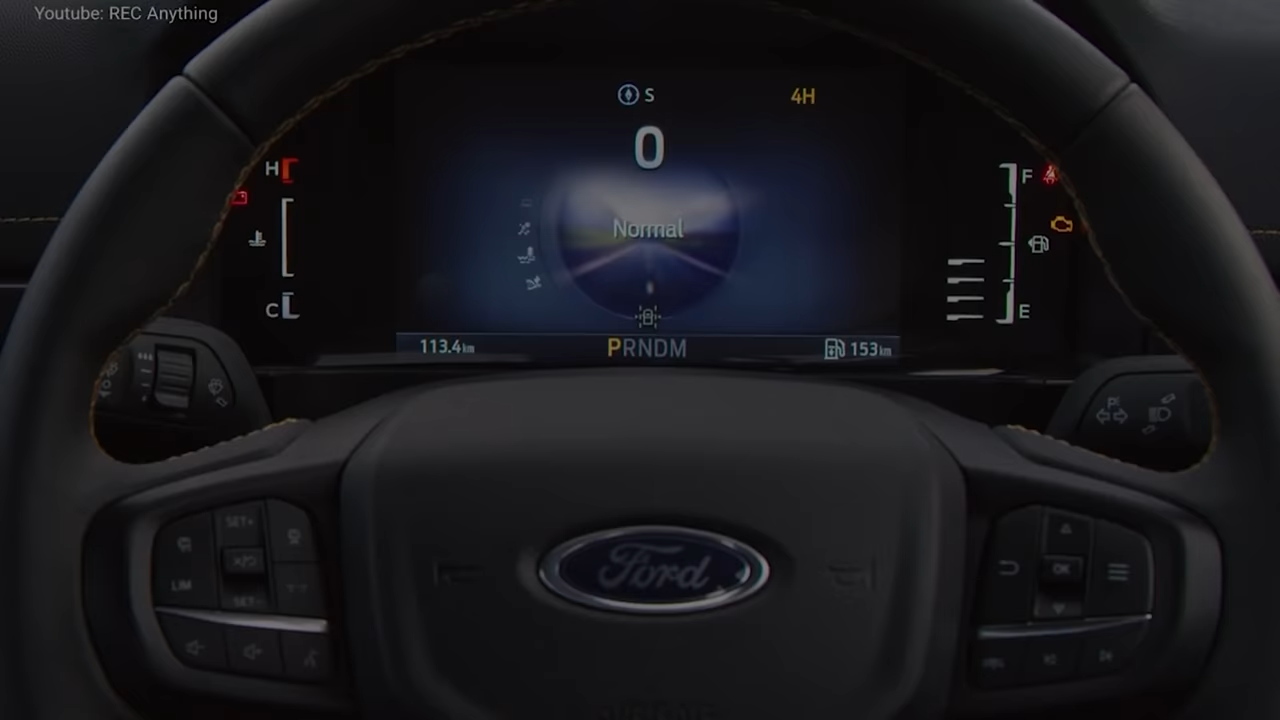 Youtube: REC Anything
S
4H
0
H
F
Normal
C
E
113.4km
PRNDM
153km
SET+
LIM
SET-
OK
Ford